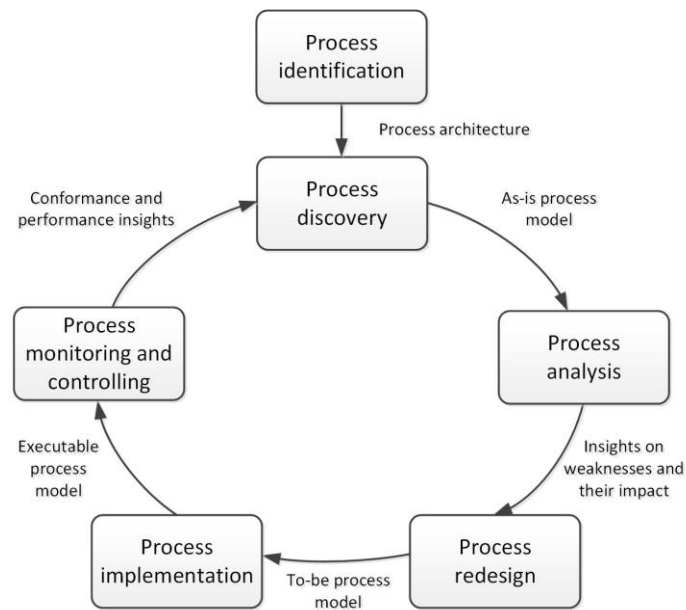 Process
identification
Process architecture
Process
discovery
As-is process
model
Process
analysis
Insights on
weaknesses and
their impact
Process
redesign
To-be process
model
Process
implementation
Executable
process
model
Process
monitoring and
controlling
Conformance and
performance insights